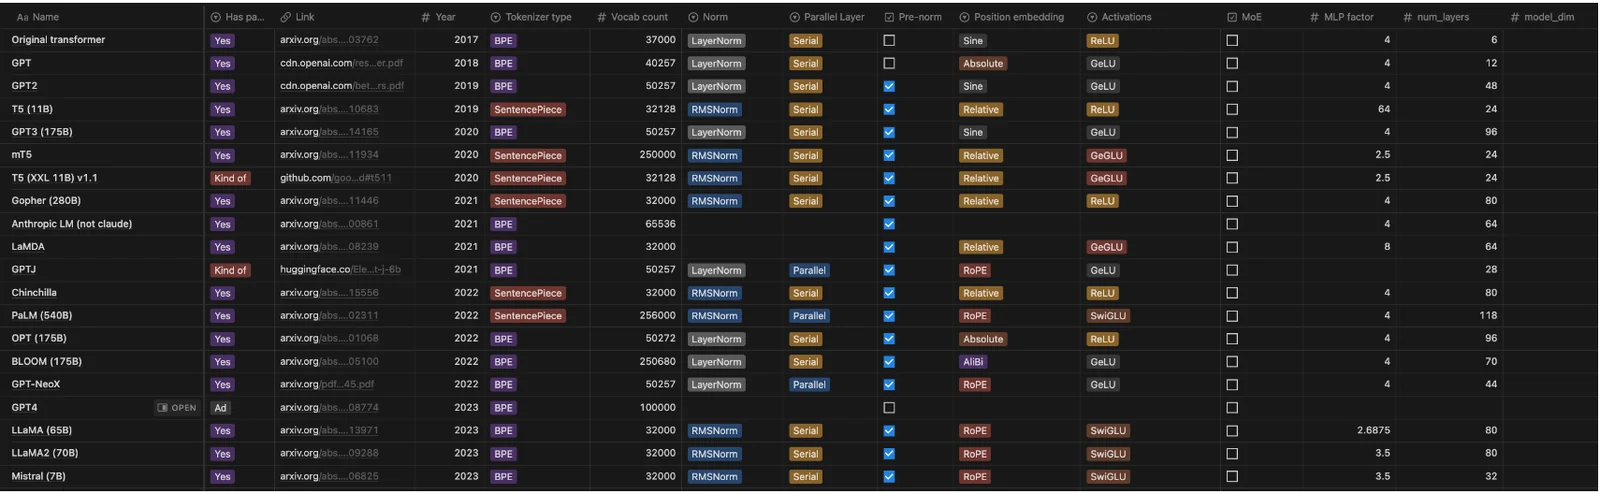 Aa Name Has pa... Link # Year Tokenizer type # Vocab count Norm Parallel Layer Pre-norm Position embedding Activations MoE # MLP factor # num_layers # model_dim
Original transformer Yes arxiv.org/abs....03762 2017 BPE 37000 LayerNorm Serial Sine ReLU 4 6
GPT Yes cdn.openai.com/res...er.pdf 2018 BPE 40257 LayerNorm Serial Absolute GeLU 4 12
GPT2 Yes cdn.openai.com/bet...rs.pdf 2019 BPE 50257 LayerNorm Serial Sine GeLU 4 48
T5 (11B) Yes arxiv.org/abs....10683 2019 SentencePiece 32128 RMSNorm Serial Relative ReLU 64 24
GPT3 (175B) Yes arxiv.org/abs....14165 2020 BPE 50257 LayerNorm Serial Sine GeLU 4 96
mT5 Yes arxiv.org/abs....11934 2020 SentencePiece 250000 RMSNorm Serial Relative GeGLU 2.5 24
T5 (XXL 11B) v1.1 Kind of github.com/goo...d#t511 2020 SentencePiece 32128 RMSNorm Serial Relative GeGLU 2.5 24
Gopher (280B) Yes arxiv.org/abs....11446 2021 SentencePiece 32000 RMSNorm Serial Relative ReLU 4 80
Anthropic LM (not claude) Yes arxiv.org/abs....00861 2021 BPE 65536 4 64
LaMDA Yes arxiv.org/abs....08239 2021 BPE 32000 Relative GeGLU 8 64
GPTJ Kind of huggingface.co/Ele...t-j-6b 2021 BPE 50257 LayerNorm Parallel RoPE GeLU 28
Chinchilla Yes arxiv.org/abs....15556 2022 SentencePiece 32000 RMSNorm Serial Relative ReLU 4 80
PaLM (540B) Yes arxiv.org/abs....02311 2022 SentencePiece 256000 RMSNorm Parallel RoPE SwiGLU 4 118
OPT (175B) Yes arxiv.org/abs....01068 2022 BPE 50272 LayerNorm Serial Absolute ReLU 4 96
BLOOM (175B) Yes arxiv.org/abs....05100 2022 BPE 250680 LayerNorm Serial AliBi GeLU 4 70
GPT-NeoX Yes arxiv.org/pdf...45.pdf 2022 BPE 50257 LayerNorm Parallel RoPE GeLU 4 44
GPT4 OPEN Ad arxiv.org/abs....08774 2023 BPE 100000
LLaMA (65B) Yes arxiv.org/abs....13971 2023 BPE 32000 RMSNorm Serial RoPE SwiGLU 2.6875 80
LLaMA2 (70B) Yes arxiv.org/abs....09288 2023 BPE 32000 RMSNorm Serial RoPE SwiGLU 3.5 80
Mistral (7B) Yes arxiv.org/abs....06825 2023 BPE 32000 RMSNorm Serial RoPE SwiGLU 3.5 32